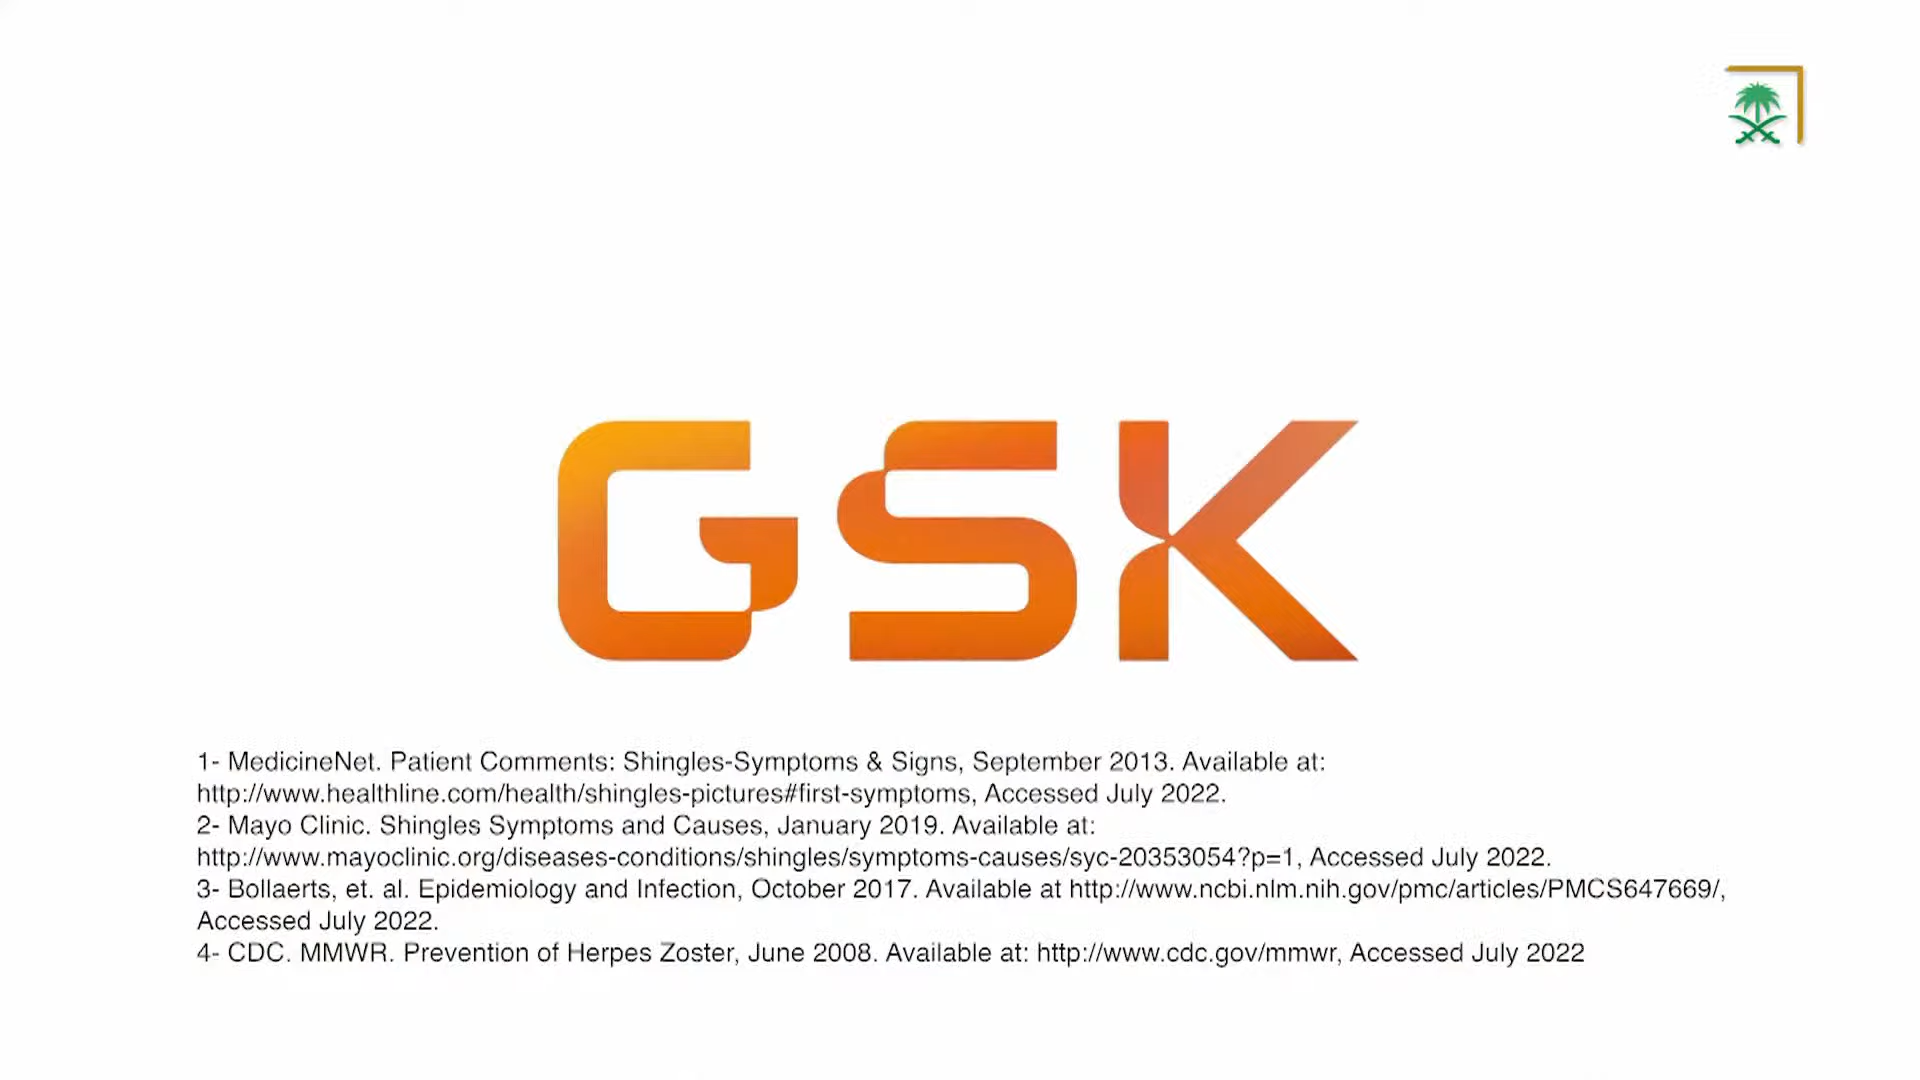 GSK
1- MedicineNet. Patient Comments: Shingles-Symptoms & Signs, September 2013. Available at:
http://www.healthline.com/health/shingles-pictures#first-symptoms, Accessed July 2022.
2- Mayo Clinic. Shingles Symptoms and Causes, January 2019. Available at:
http://www.mayoclinic.org/diseases-conditions/shingles/symptoms-causes/syc-20353054?p=1, Accessed July 2022.
3- Bollaerts, et. al. Epidemiology and Infection, October 2017. Available at http://www.ncbi.nlm.nih.gov/pmc/articles/PMCS647669/,
Accessed July 2022.
4- CDC. MMWR. Prevention of Herpes Zoster, June 2008. Available at: http://www.cdc.gov/mmwr, Accessed July 2022